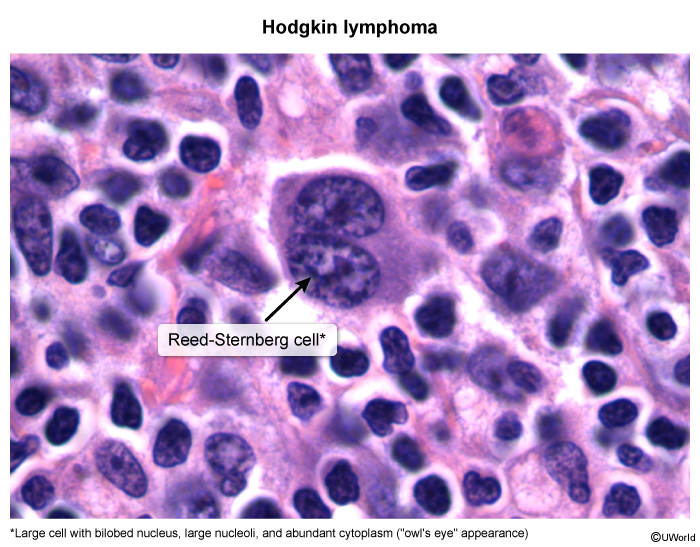 Hodgkin lymphoma
Reed-Sternberg cell*
*Large cell with bilobed nucleus, large nucleoli, and abundant cytoplasm ("owl's eye" appearance)
©UWorld